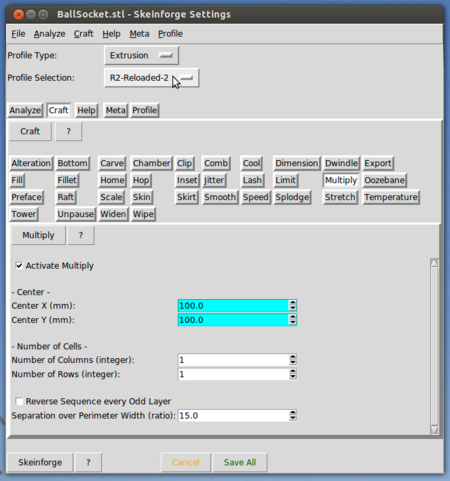 BallSocket.stl - Skeinforge Settings
File Analyze Craft Help Meta Profile
Profile Type: Extrusion
Profile Selection: R2-Reloaded-2
Analyze Craft Help Meta Profile
Craft ?
Alteration Bottom Carve Chamber Clip Comb Cool Dimension Dwindle Export
Fill Fillet Home Hop Inset Jitter Lash Limit Multiply Oozebane
Preface Raft Scale Skin Skirt Smooth Speed Splodge Stretch Temperature
Tower Unpause Widen Wipe
Multiply ?
Activate Multiply
- Center -
Center X (mm): 100.0
Center Y (mm): 100.0
- Number of Cells -
Number of Columns (integer): 1
Number of Rows (integer): 1
Reverse Sequence every Odd Layer
Separation over Perimeter Width (ratio): 15.0
Skeinforge ? Cancel Save All